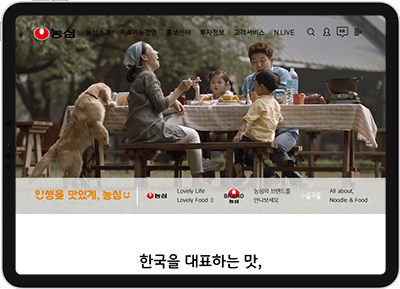 농심 농심소개 지속가능경영 홍보센터 투자정보 고객서비스 N.LIVE
인생을 맛있게, 농심
농심
Lovely Life
Lovely Food :)
BRAND
농심
농심의 브랜드를
만나보세요
누들푸들
All about,
Noodle & Food
한국을 대표하는 맛,